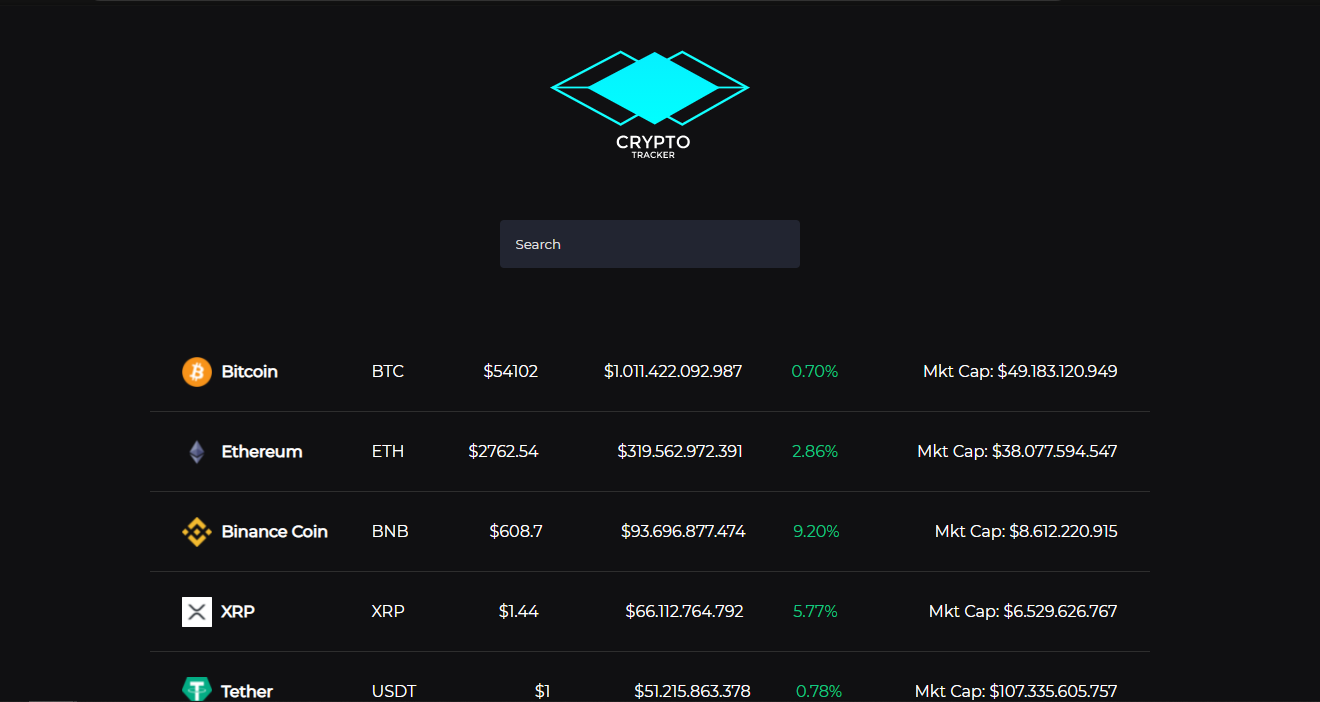 CRYPTO
TRACKER
Search
Bitcoin BTC $54102 $1.011.422.092.987 0.70% Mkt Cap: $49.183.120.949
Ethereum ETH $2762.54 $319.562.972.391 2.86% Mkt Cap: $38.077.594.547
Binance Coin BNB $608.7 $93.696.877.474 9.20% Mkt Cap: $8.612.220.915
XRP XRP $1.44 $66.112.764.792 5.77% Mkt Cap: $6.529.626.767
Tether USDT $1 $51.215.863.378 0.78% Mkt Cap: $107.335.605.757